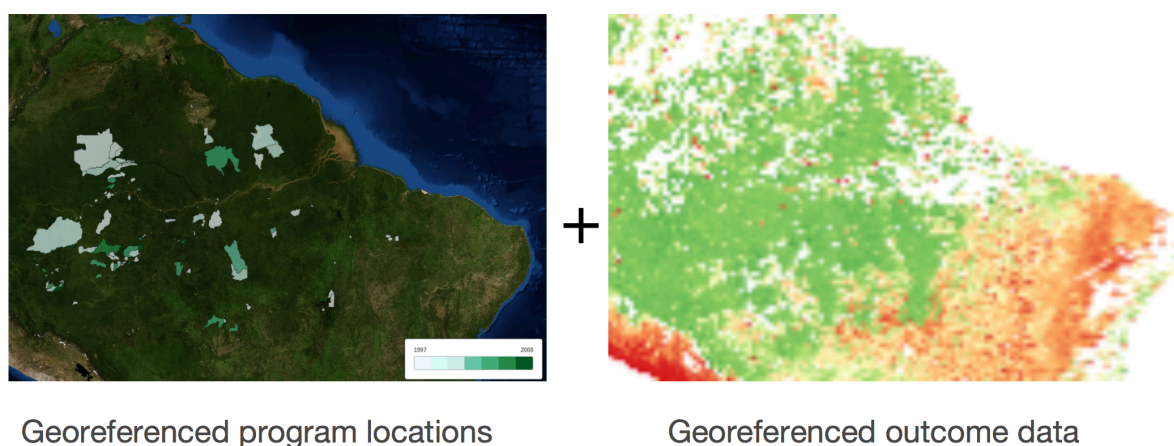 1997 2008
+
Georeferenced program locations
Georeferenced outcome data